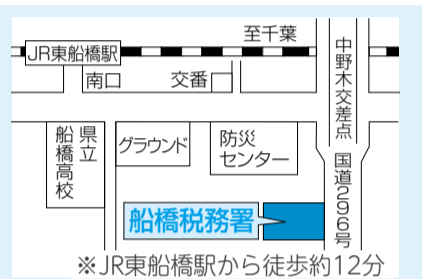 至千葉
JR東船橋駅
南口
交番
中野木交差点
国道296号
県立
船橋高校
グラウンド
防災
センター
船橋税務署
※JR東船橋駅から徒歩約12分